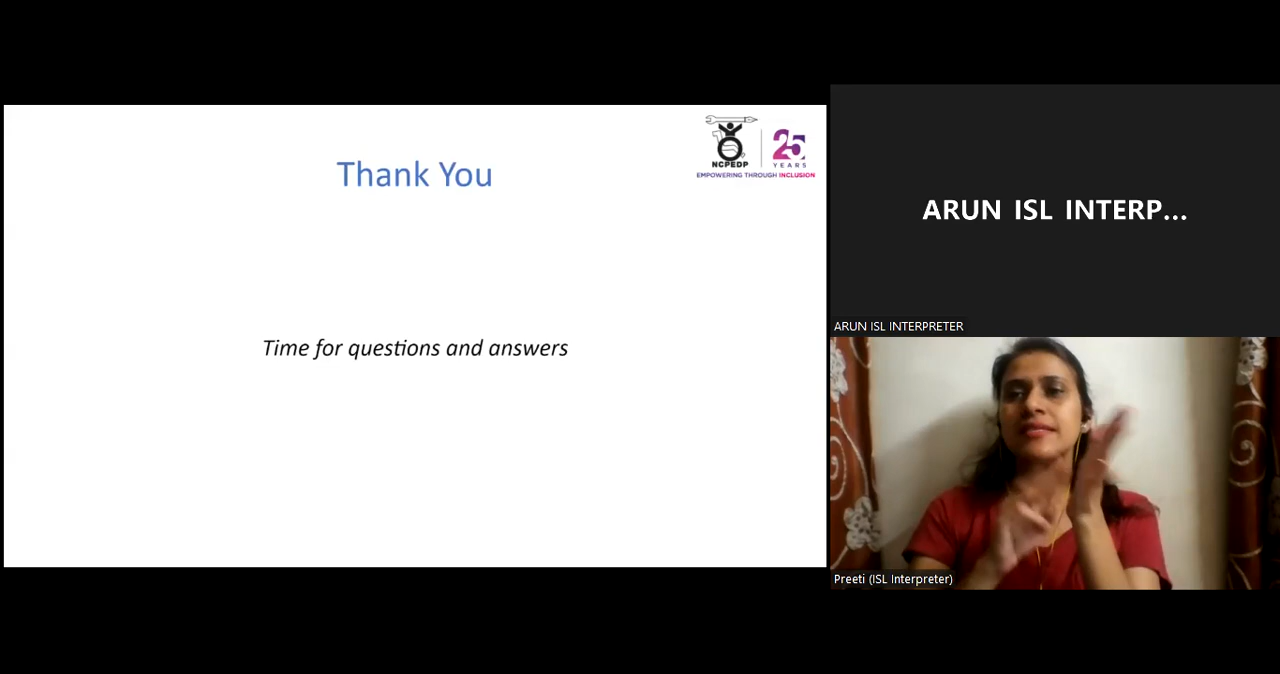 Thank You
NCPEDP
25
YEARS
EMPOWERING THROUGH INCLUSION
Time for questions and answers
ARUN ISL INTERP...
ARUN ISL INTERPRETER
Preeti (ISL Interpreter)